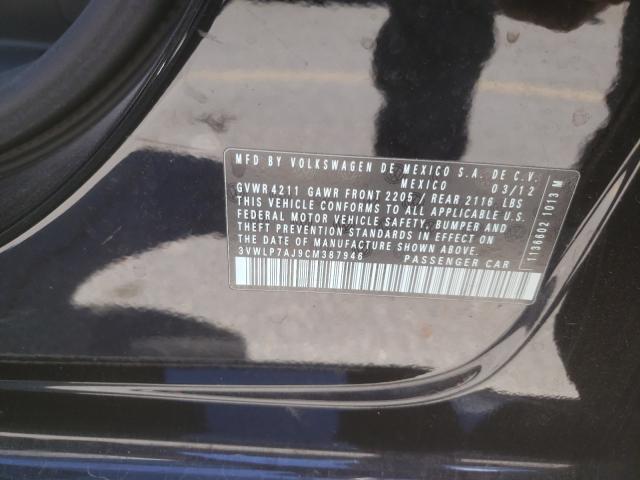 MFD BY VOLKSWAGEN DE MEXICO S.A. DE C.V.
MEXICO 03/12
GVWR 4211 GAWR FRONT 2205 / REAR 2116 LBS
THIS VEHICLE CONFORMS TO ALL APPLICABLE U.S.
FEDERAL MOTOR VEHICLE SAFETY, BUMPER AND
THEFT PREVENTION STANDARDS IN EFFECT ON
THE DATE OF MANUFACTURE SHOWN ABOVE.
3VWLP7AJ9CM387946 PASSENGER CAR
1136602 1013 M